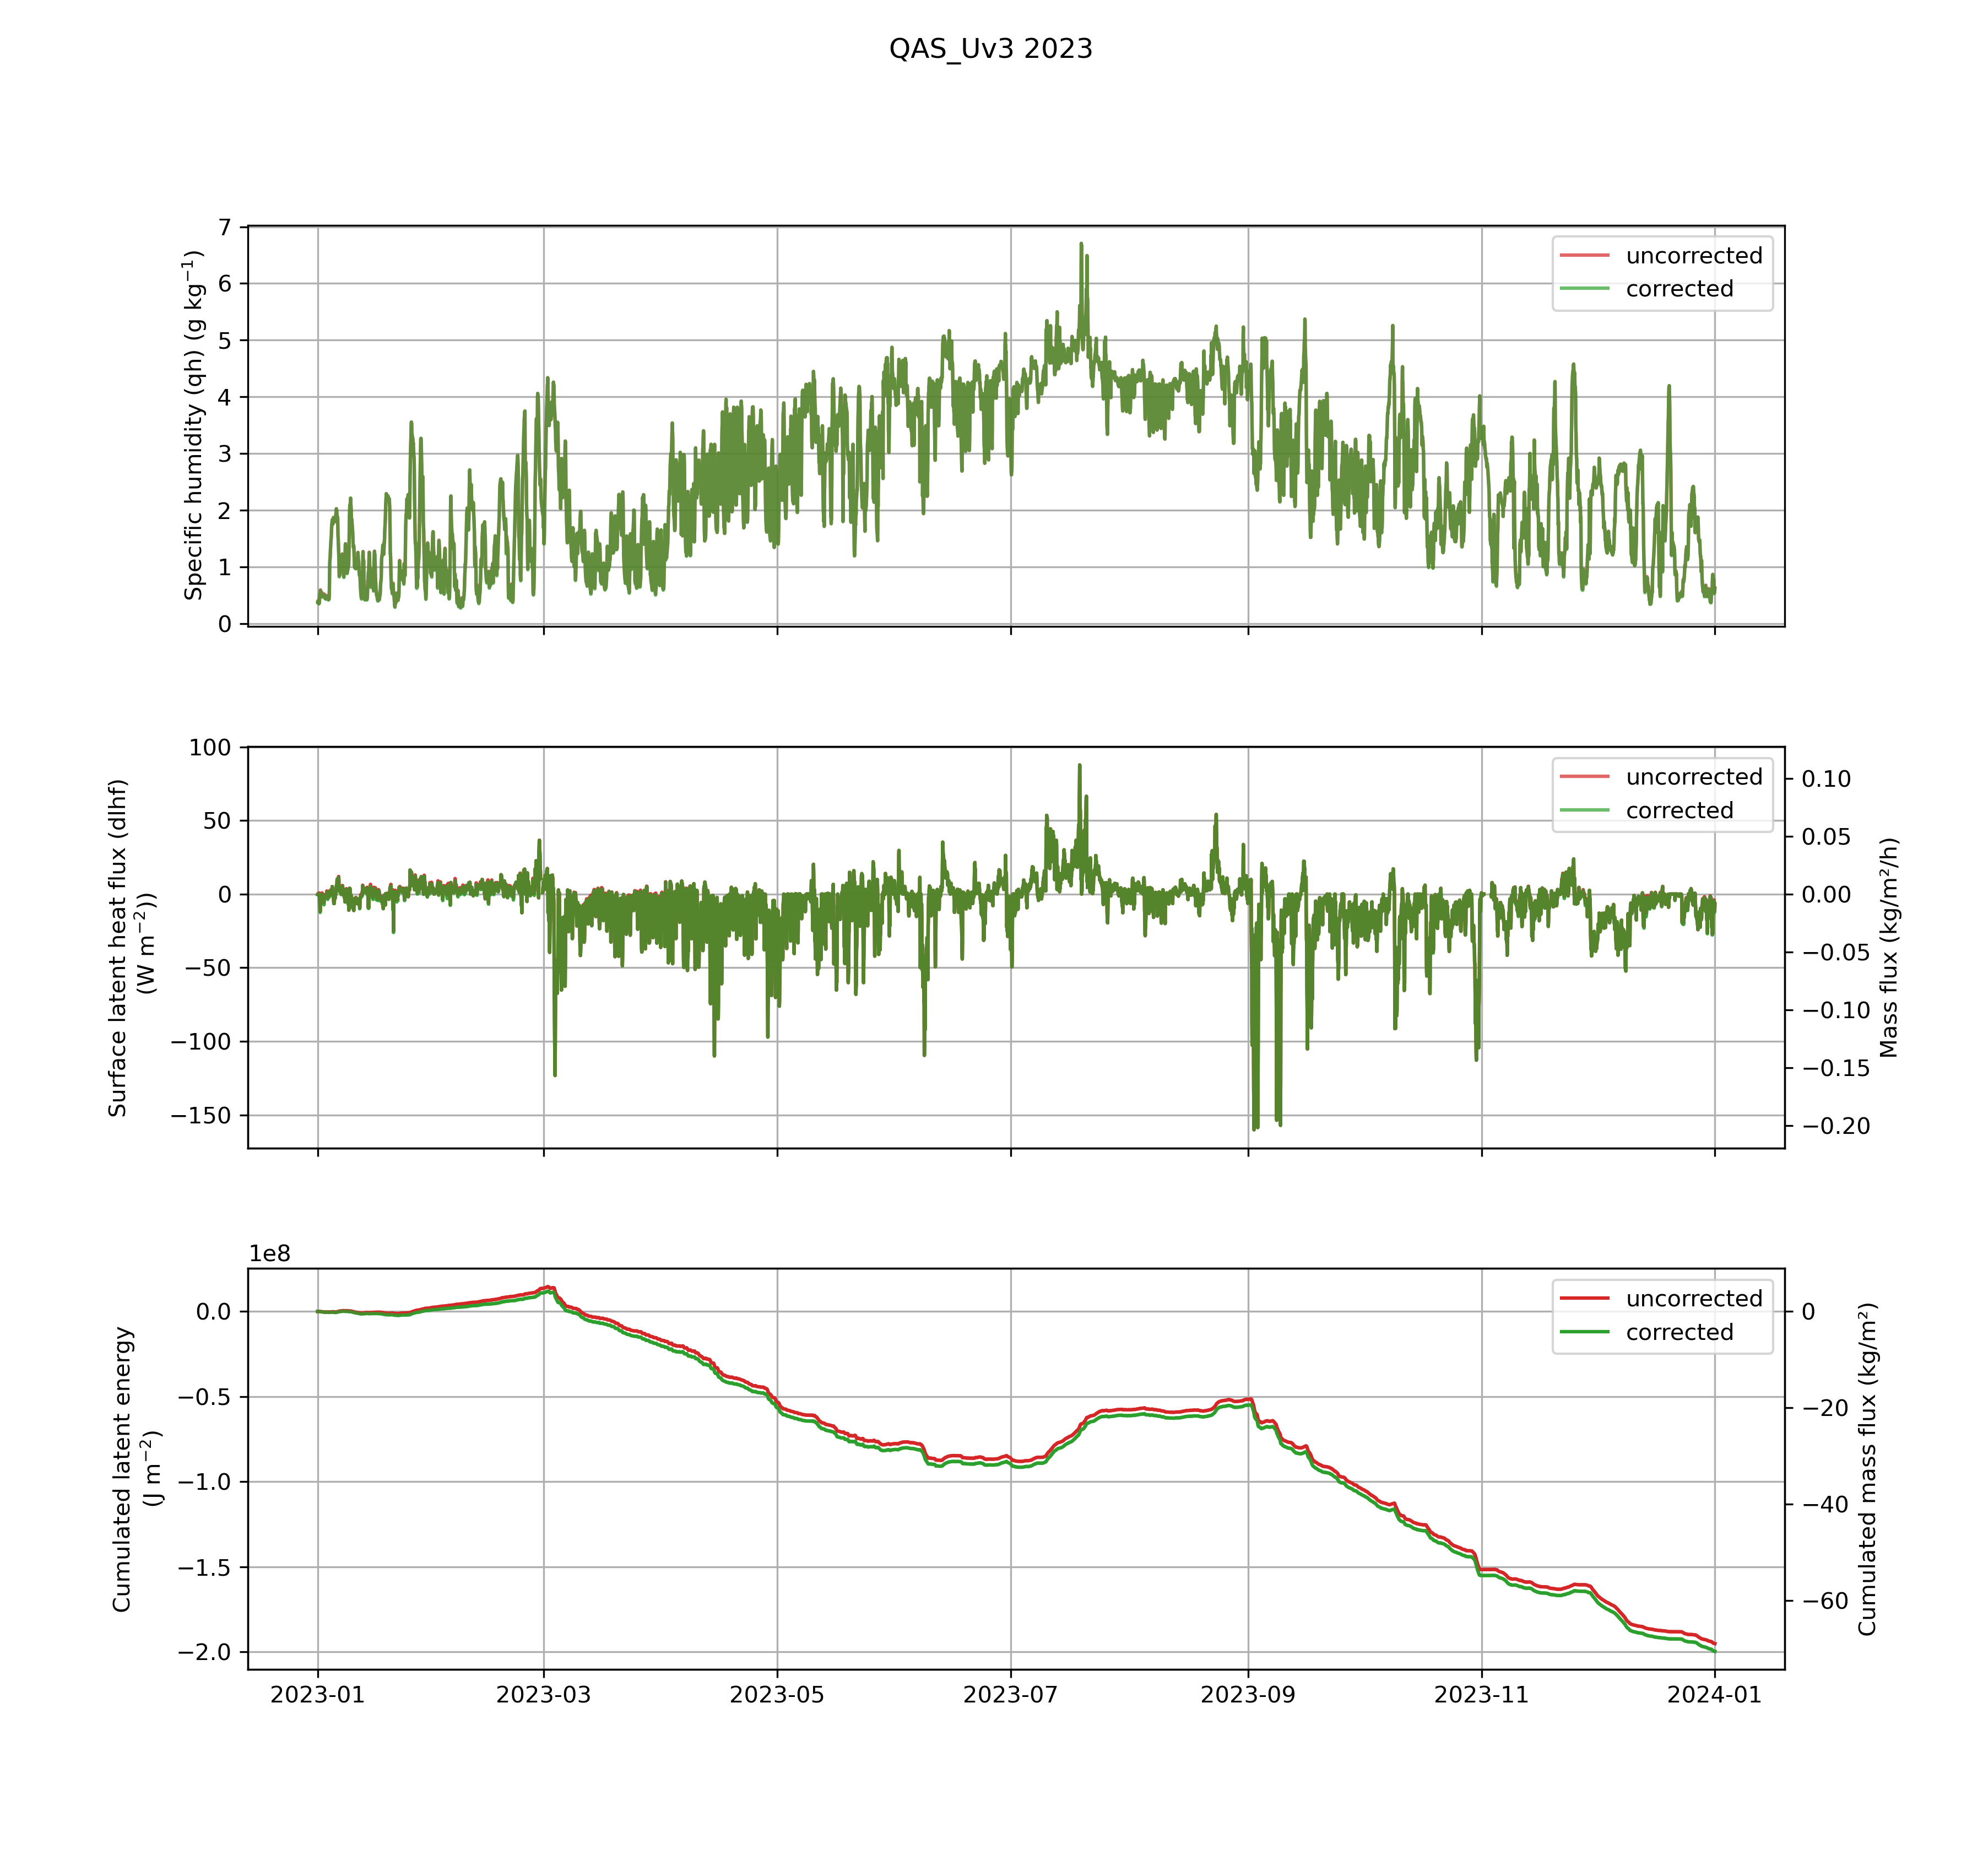 QAS_Uv3 2023
Specific humidity (qh) (g kg⁻¹)
7
6
5
4
3
2
1
0
uncorrected
corrected
Surface latent heat flux (dlhf)
(W m⁻²))
100
50
0
−50
−100
−150
uncorrected
corrected
0.10
0.05
0.00
−0.05
−0.10
−0.15
−0.20
Mass flux (kg/m²/h)
1e8
Cumulated latent energy
(J m⁻²)
0.0
−0.5
−1.0
−1.5
−2.0
uncorrected
corrected
0
−20
−40
−60
Cumulated mass flux (kg/m²)
2023-01
2023-03
2023-05
2023-07
2023-09
2023-11
2024-01